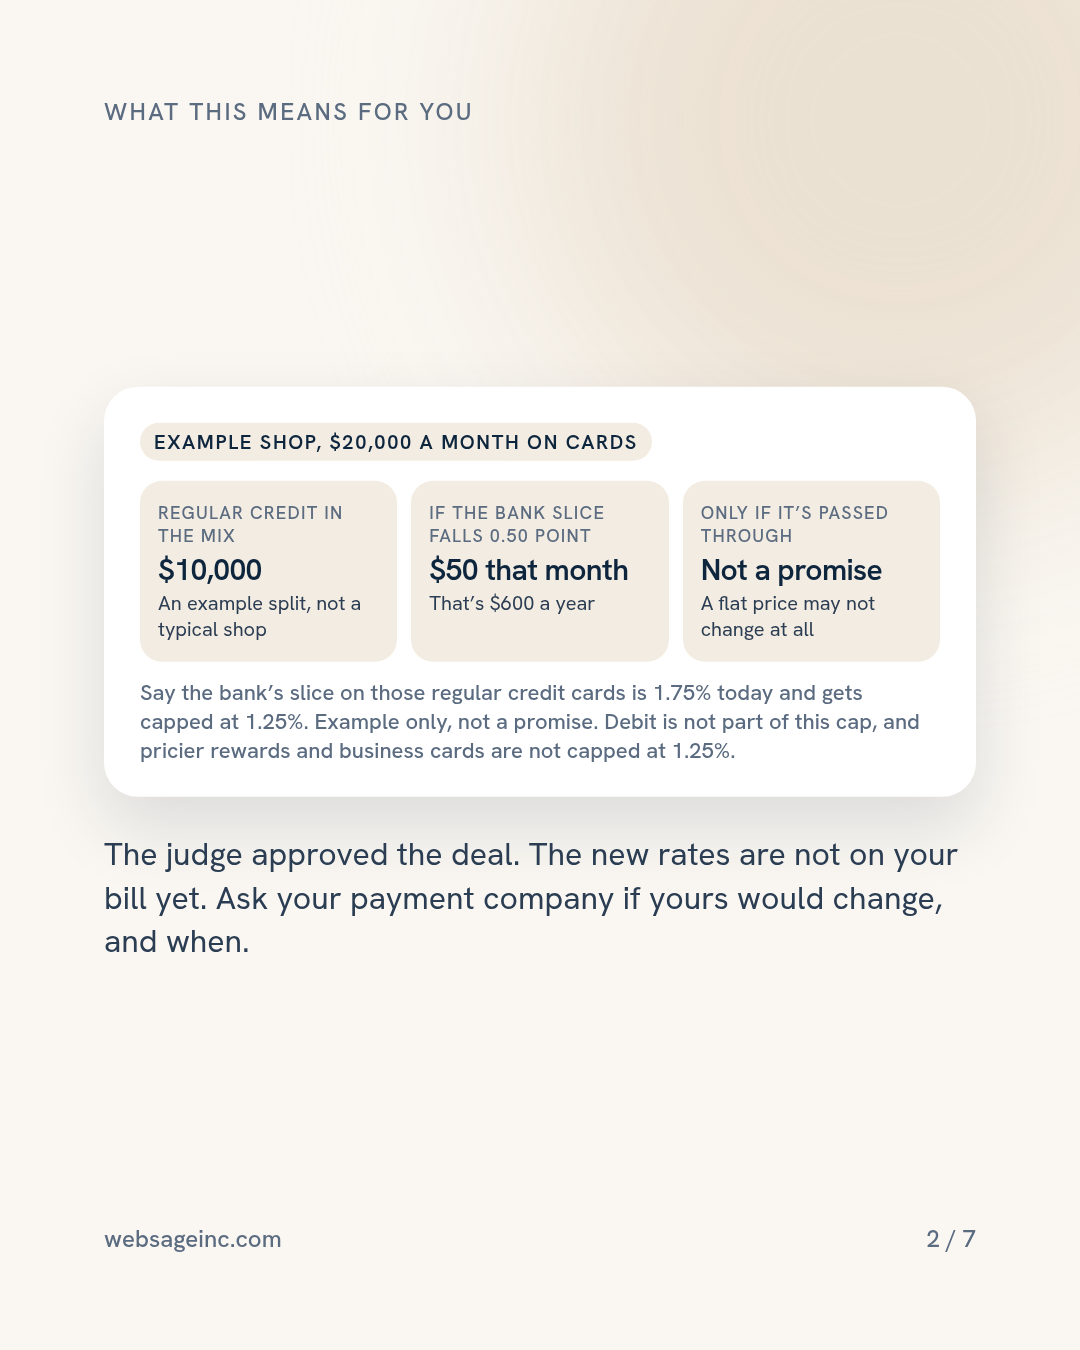 WHAT THIS MEANS FOR YOU
EXAMPLE SHOP, $20,000 A MONTH ON CARDS
REGULAR CREDIT IN
THE MIX
$10,000
An example split, not a
typical shop
IF THE BANK SLICE
FALLS 0.50 POINT
$50 that month
That’s $600 a year
ONLY IF IT’S PASSED
THROUGH
Not a promise
A flat price may not
change at all
Say the bank’s slice on those regular credit cards is 1.75% today and gets
capped at 1.25%. Example only, not a promise. Debit is not part of this cap, and
pricier rewards and business cards are not capped at 1.25%.
The judge approved the deal. The new rates are not on your
bill yet. Ask your payment company if yours would change,
and when.
websageinc.com
2 / 7